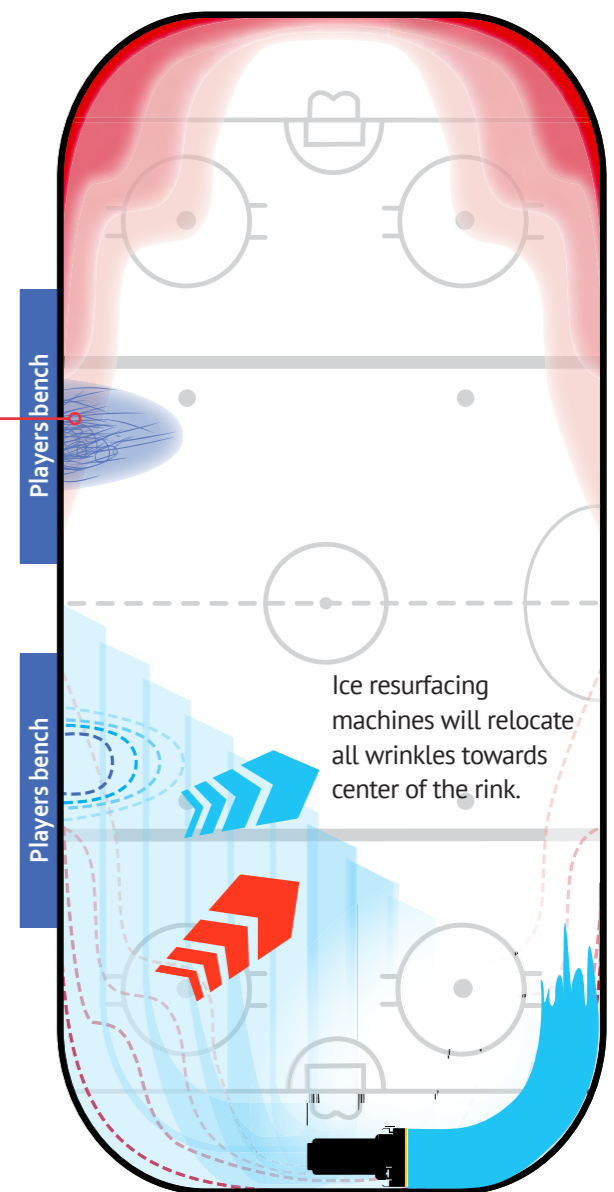 Players bench
Ice resurfacing
machines will relocate
all wrinkles towards
center of the rink.
Players bench